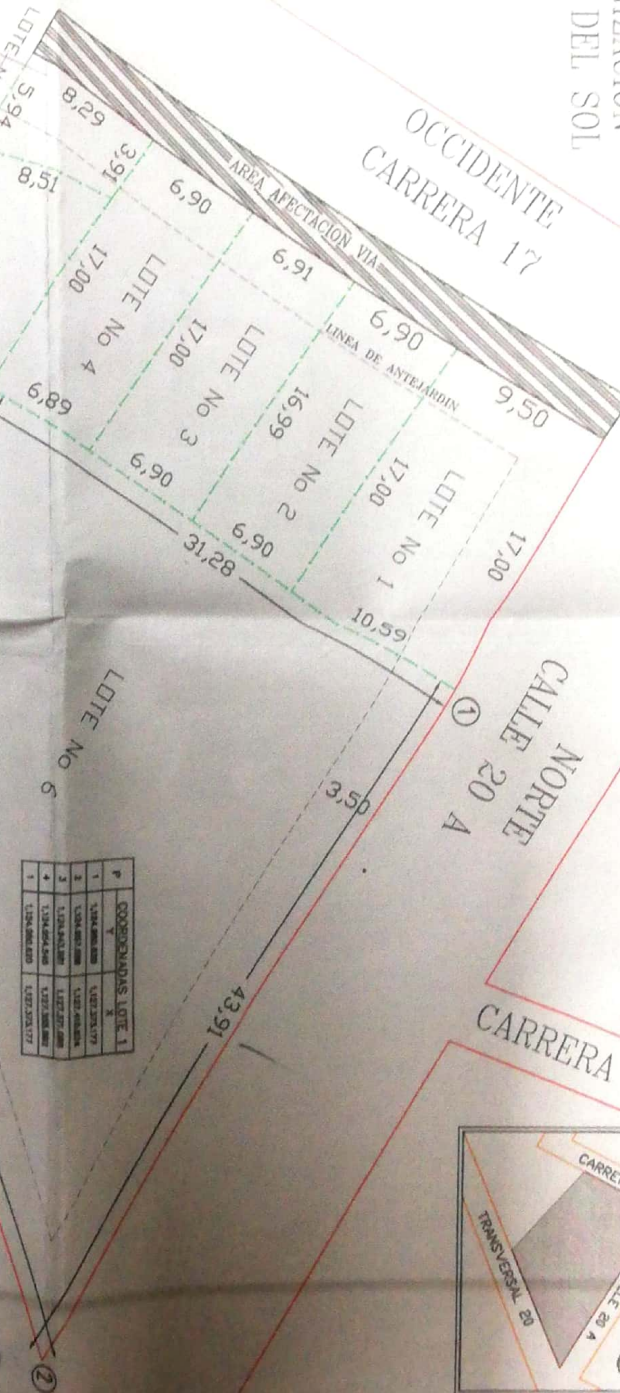 DEL SOL
OCCIDENTE
CARRERA 17
AREA AFECTACION VIA
LINEA DE ANTEJARDIN
5,94
8,29
3,91
6,90
6,91
6,90
9,50
8,51
17,00
LOTE No 4
17,00
LOTE No 3
16,99
LOTE No 2
17,00
LOTE No 1
17,00
6,89
6,90
6,90
10,59
31,28
1
NORTE
CALLE 20 A
3,50
LOTE No 6
43,91
2
CARRERA
COORDENADAS LOTE 1
P Y X
TRANSVERSAL 20